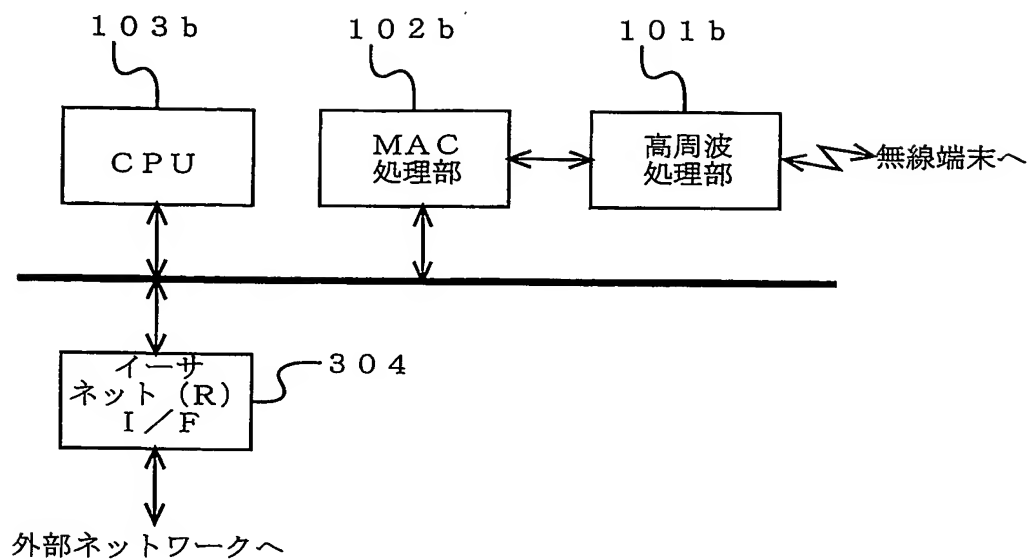 １０３ｂ
１０２ｂ
１０１ｂ
ＣＰＵ
ＭＡＣ
処理部
高周波
処理部
無線端末へ
イーサ
ネット（Ｒ）
Ｉ／Ｆ
３０４
外部ネットワークへ